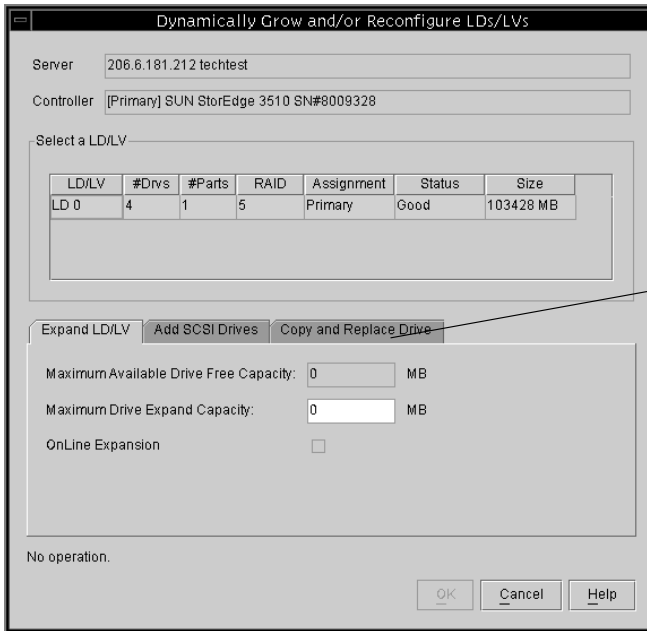 Dynamically Grow and/or Reconfigure LDs/LVs
Server 206.6.181.212 techtest
Controller [Primary] SUN StorEdge 3510 SN#8009328
Select a LD/LV
LD/LV #Drvs #Parts RAID Assignment Status Size
LD 0 4 1 5 Primary Good 103428 MB
Expand LD/LV Add SCSI Drives Copy and Replace Drive
Maximum Available Drive Free Capacity: 0 MB
Maximum Drive Expand Capacity: 0 MB
OnLine Expansion
No operation.
OK Cancel Help